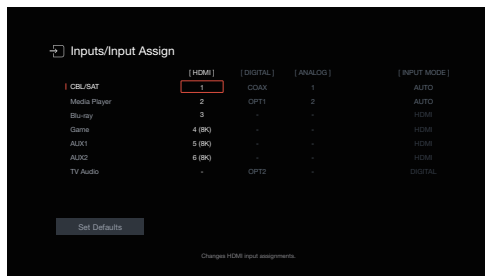 Inputs/Input Assign
[ HDMI ] [ DIGITAL ] [ ANALOG ] [ INPUT MODE ]
CBL/SAT 1 COAX 1 AUTO
Media Player 2 OPT1 2 AUTO
Blu-ray 3 - - HDMI
Game 4 (8K) - - HDMI
AUX1 5 (8K) - - HDMI
AUX2 6 (8K) - - HDMI
TV Audio - OPT2 - DIGITAL
Set Defaults
Changes HDMI input assignments.